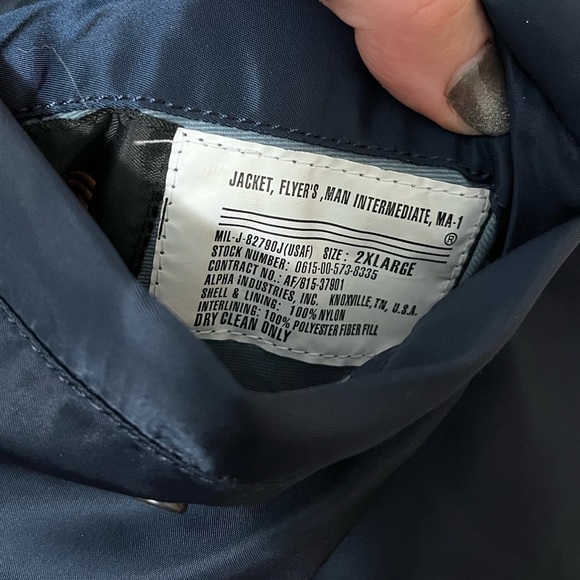 JACKET, FLYER'S ,MAN INTERMEDIATE, MA-1
®
MIL-J-82790J(USAF) SIZE: 2XLARGE
STOCK NUMBER: 0615-00-573-8335
CONTRACT NO.: AF/815-37901
ALPHA INDUSTRIES, INC. KNOXVILLE, TN, U.S.A.
SHELL & LINING: 100% NYLON
INTERLINING: 100% POLYESTER FIBER FILL
DRY CLEAN ONLY